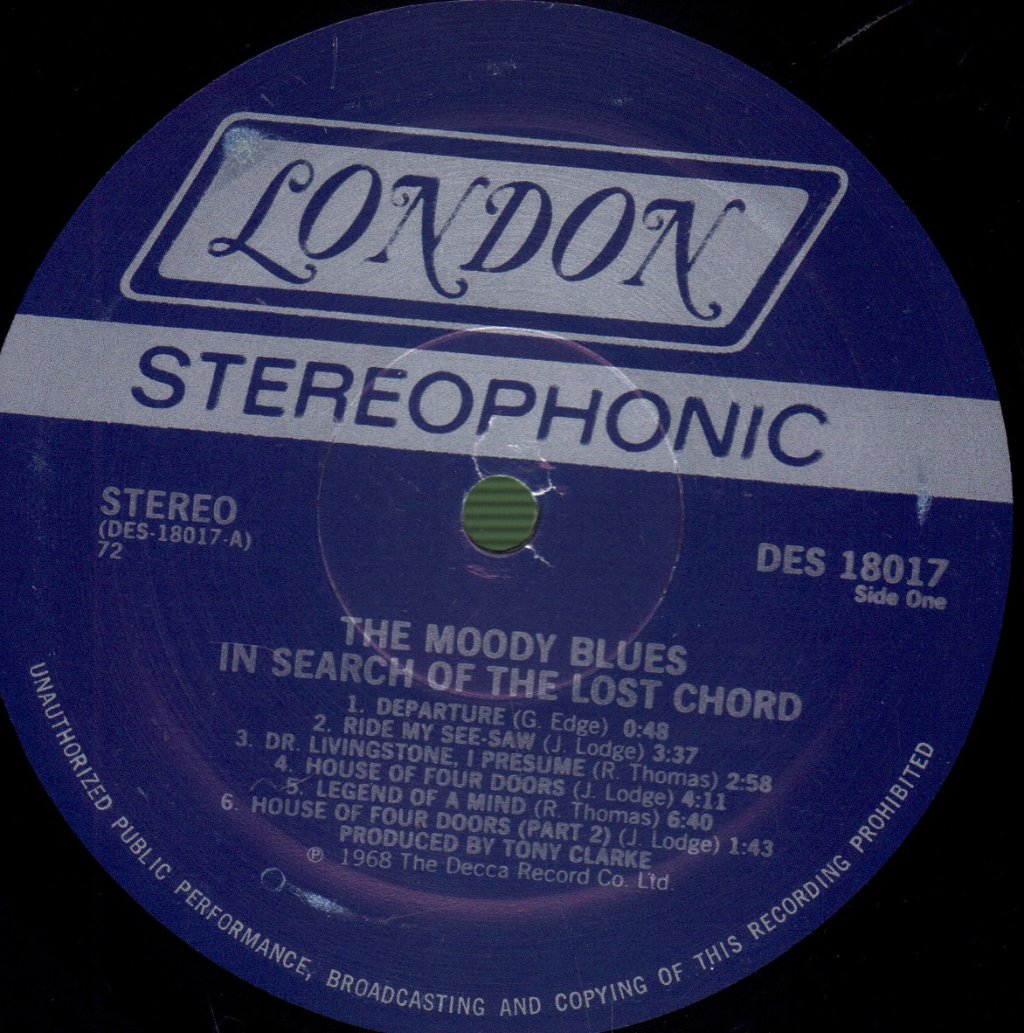 LONDON
STEREOPHONIC
STEREO
(DES-18017-A)
72
DES 18017
Side One
THE MOODY BLUES
IN SEARCH OF THE LOST CHORD
1. DEPARTURE (G. Edge) 0:48
2. RIDE MY SEE-SAW (J. Lodge) 3:37
3. DR. LIVINGSTONE, I PRESUME (R. Thomas) 2:58
4. HOUSE OF FOUR DOORS (J. Lodge) 4:11
5. LEGEND OF A MIND (R. Thomas) 6:40
6. HOUSE OF FOUR DOORS (PART 2) (J. Lodge) 1:43
PRODUCED BY TONY CLARKE
℗ 1968 The Decca Record Co. Ltd.
UNAUTHORIZED PUBLIC PERFORMANCE, BROADCASTING AND COPYING OF THIS RECORDING PROHIBITED